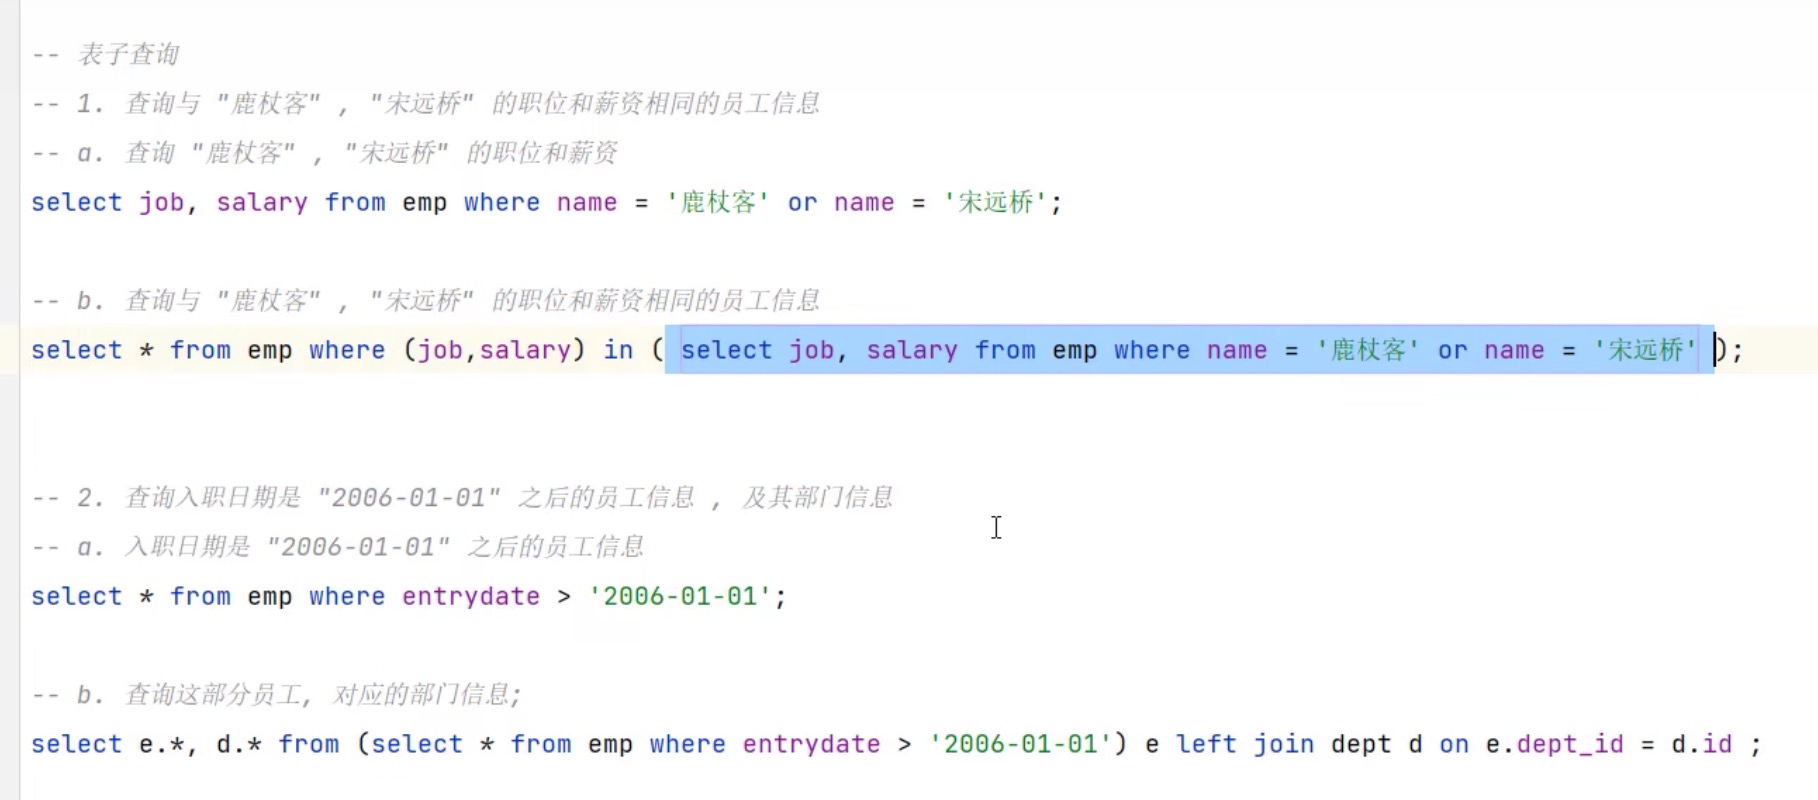 -- 表子查询
-- 1. 查询与 "鹿杖客" , "宋远桥" 的职位和薪资相同的员工信息
-- a. 查询 "鹿杖客" , "宋远桥" 的职位和薪资
select job, salary from emp where name = '鹿杖客' or name = '宋远桥';
-- b. 查询与 "鹿杖客" , "宋远桥" 的职位和薪资相同的员工信息
select * from emp where (job,salary) in ( select job, salary from emp where name = '鹿杖客' or name = '宋远桥' );
-- 2. 查询入职日期是 "2006-01-01" 之后的员工信息 , 及其部门信息
-- a. 入职日期是 "2006-01-01" 之后的员工信息
select * from emp where entrydate > '2006-01-01';
-- b. 查询这部分员工, 对应的部门信息;
select e.*, d.* from (select * from emp where entrydate > '2006-01-01') e left join dept d on e.dept_id = d.id ;